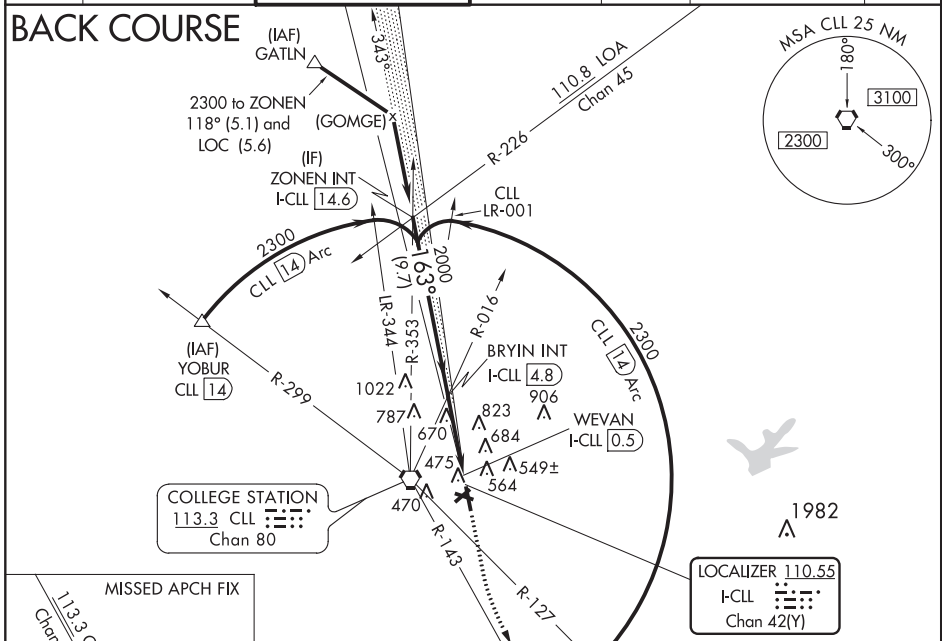 BACK COURSE
(IAF)
GATLN
343°
110.8 LOA
Chan 45
MSA CLL 25 NM
180°
3100
2300
300°
2300 to ZONEN
118° (5.1) and
LOC (5.6)
(GOMGE)
R-226
(IF)
ZONEN INT
I-CLL 14.6
CLL
LR-001
2300
CLL 14 Arc
2000
163°
(9.7)
LR-344
R-353
R-016
2300
CLL 14 Arc
(IAF)
YOBUR
CLL 14
R-299
BRYIN INT
I-CLL 4.8
1022
787
670
823
906
684
WEVAN
I-CLL 0.5
475
549±
564
470
COLLEGE STATION
113.3 CLL
Chan 80
R-143
R-127
1982
LOCALIZER 110.55
I-CLL
Chan 42(Y)
MISSED APCH FIX
113.3 C
Chan